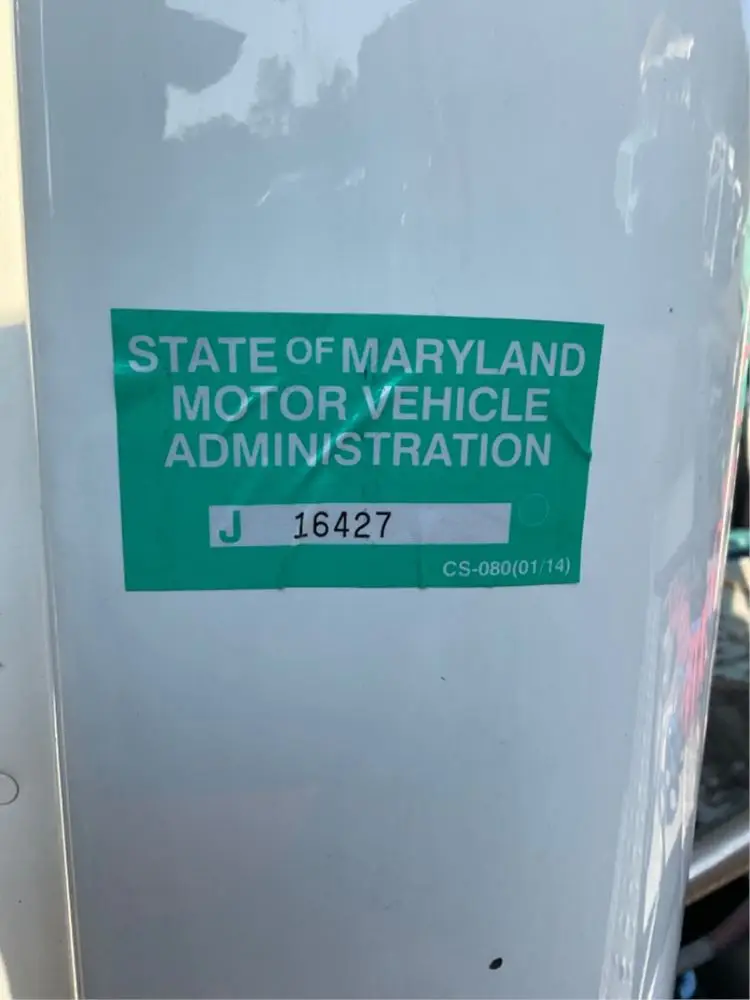 STATE OF MARYLAND
MOTOR VEHICLE
ADMINISTRATION
J 16427
CS-080(01/14)